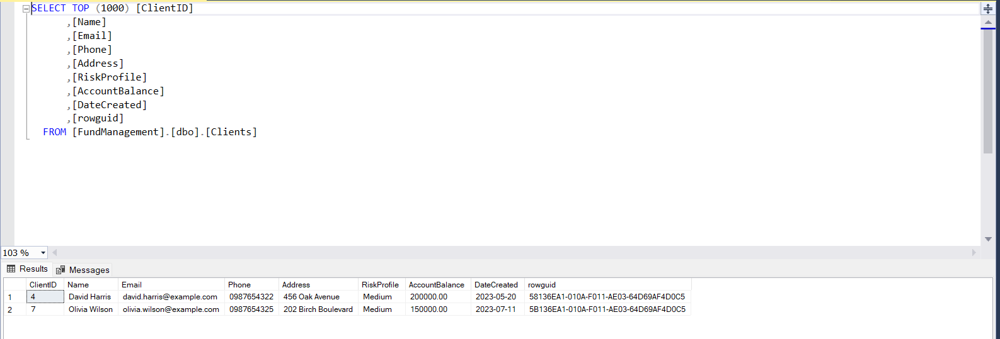 SELECT TOP (1000) [ClientID]
,[Name]
,[Email]
,[Phone]
,[Address]
,[RiskProfile]
,[AccountBalance]
,[DateCreated]
,[rowguid]
FROM [FundManagement].[dbo].[Clients]
103 %
Results Messages
ClientID Name Email Phone Address RiskProfile AccountBalance DateCreated rowguid
1 4 David Harris david.harris@example.com 0987654322 456 Oak Avenue Medium 200000.00 2023-05-20 58136EA1-010A-F011-AE03-64D69AF4D0C5
2 7 Olivia Wilson olivia.wilson@example.com 0987654325 202 Birch Boulevard Medium 150000.00 2023-07-11 5B136EA1-010A-F011-AE03-64D69AF4D0C5